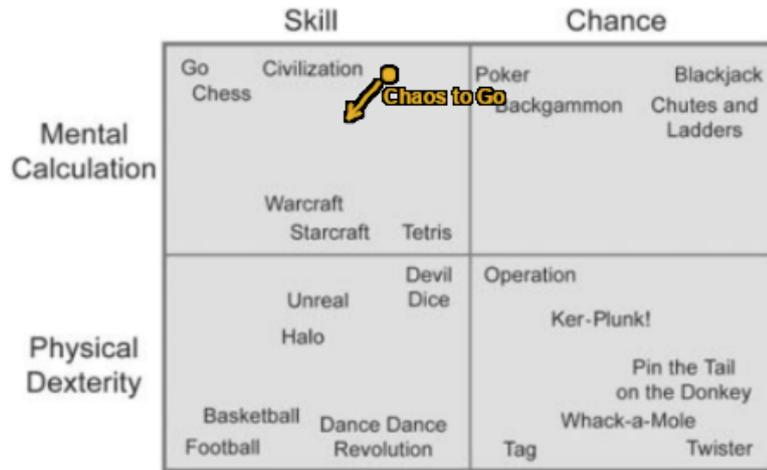 Skill
Chance
Mental
Calculation
Go
Civilization
Chess
Chaos to Go
Warcraft
Starcraft
Tetris
Poker
Blackjack
Backgammon
Chutes and
Ladders
Physical
Dexterity
Devil
Dice
Unreal
Halo
Basketball
Football
Dance Dance
Revolution
Operation
Ker-Plunk!
Pin the Tail
on the Donkey
Whack-a-Mole
Tag
Twister